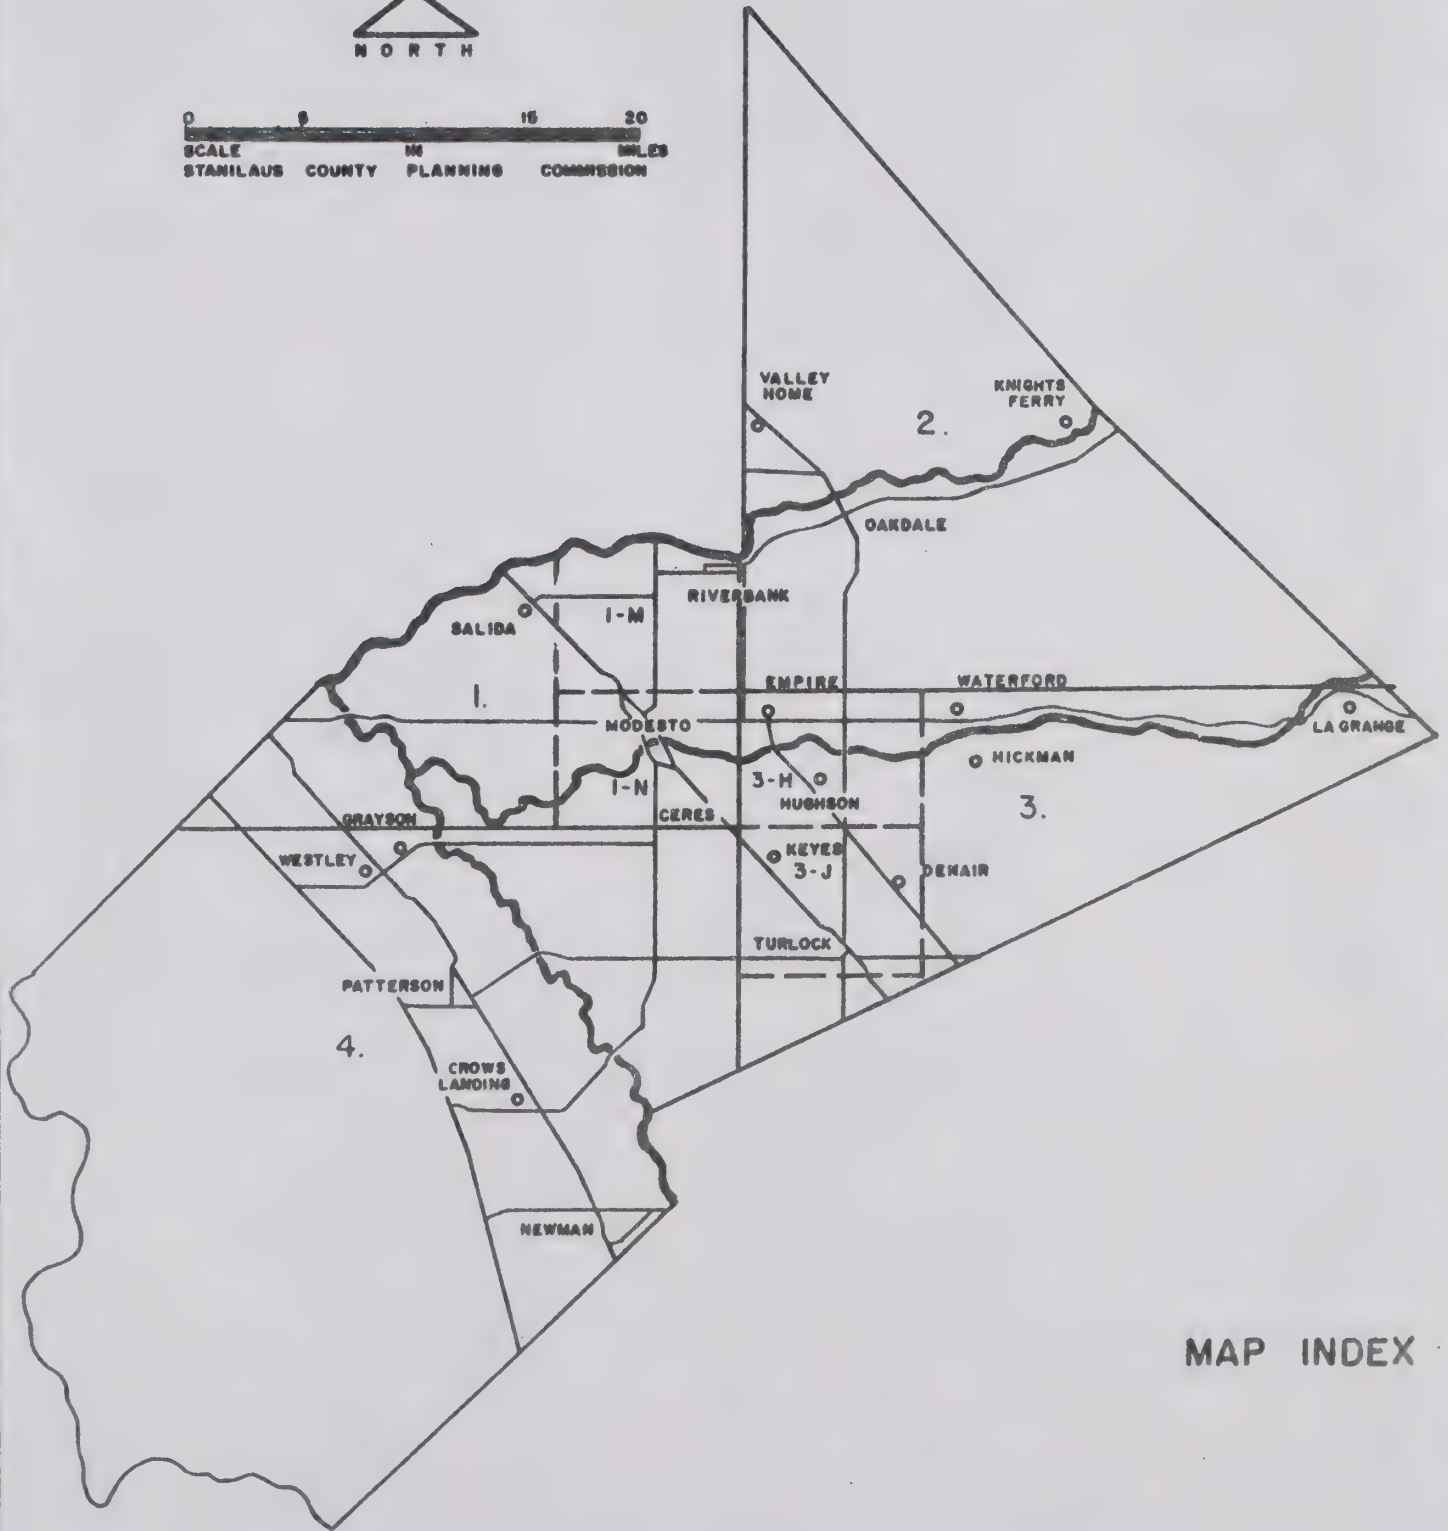 NORTH
0 5 15 20
SCALE IN MILES
STANILAUS COUNTY PLANNING COMMISSION
VALLEY
HOME
KNIGHTS
FERRY
2.
OAKDALE
RIVERBANK
1-M
SALIDA
EMPIRE
WATERFORD
1.
MODESTO
LA GRANGE
HICKMAN
3-H
1-N
HUGHSON
3.
CERES
GRAYSON
KEYES
WESTLEY
3-J
DENAIR
TURLOCK
PATTERSON
4.
CROWS
LANDING
NEWMAN
MAP INDEX